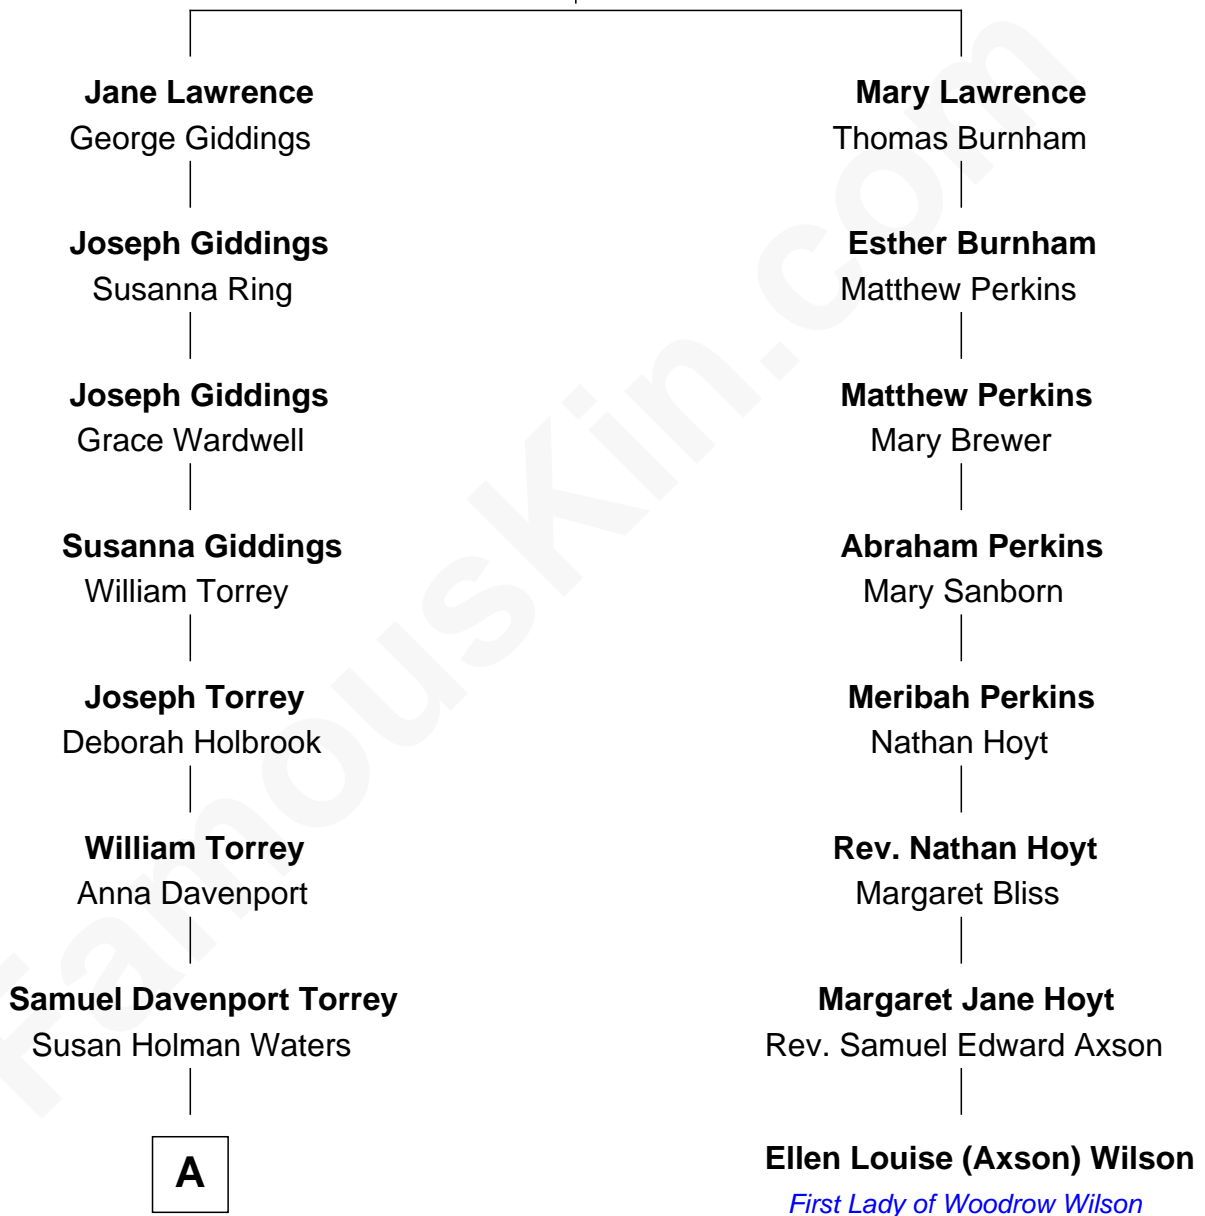 Jane Lawrence
George Giddings
Mary Lawrence
Thomas Burnham
Joseph Giddings
Susanna Ring
Esther Burnham
Matthew Perkins
Joseph Giddings
Grace Wardwell
Matthew Perkins
Mary Brewer
Susanna Giddings
William Torrey
Abraham Perkins
Mary Sanborn
Joseph Torrey
Deborah Holbrook
Meribah Perkins
Nathan Hoyt
William Torrey
Anna Davenport
Rev. Nathan Hoyt
Margaret Bliss
Samuel Davenport Torrey
Susan Holman Waters
Margaret Jane Hoyt
Rev. Samuel Edward Axson
A
Ellen Louise (Axson) Wilson
First Lady of Woodrow Wilson
FamousKin.com